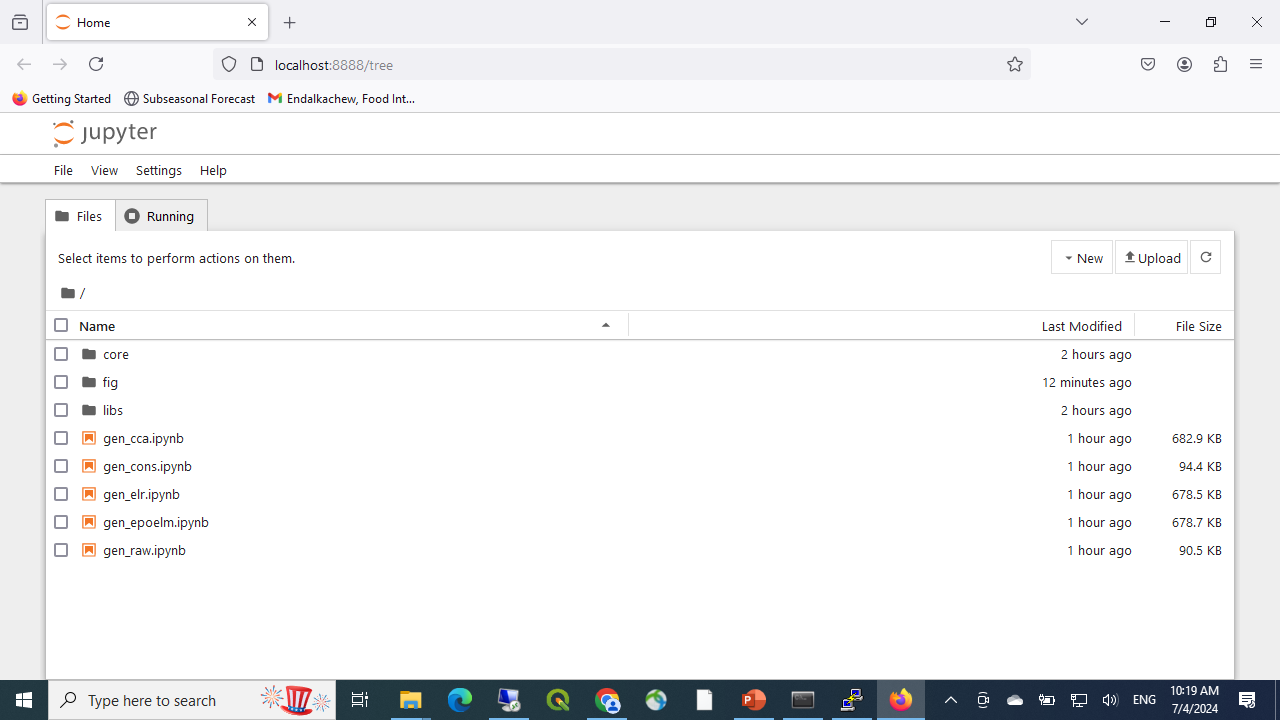 Home
localhost:8888/tree
Getting Started Subseasonal Forecast Endalkachew, Food Int...
jupyter
File View Settings Help
Files Running
Select items to perform actions on them. New Upload
/
Name Last Modified File Size
core 2 hours ago
fig 12 minutes ago
libs 2 hours ago
gen_cca.ipynb 1 hour ago 682.9 KB
gen_cons.ipynb 1 hour ago 94.4 KB
gen_elr.ipynb 1 hour ago 678.5 KB
gen_epoelm.ipynb 1 hour ago 678.7 KB
gen_raw.ipynb 1 hour ago 90.5 KB
Type here to search ENG 10:19 AM
7/4/2024